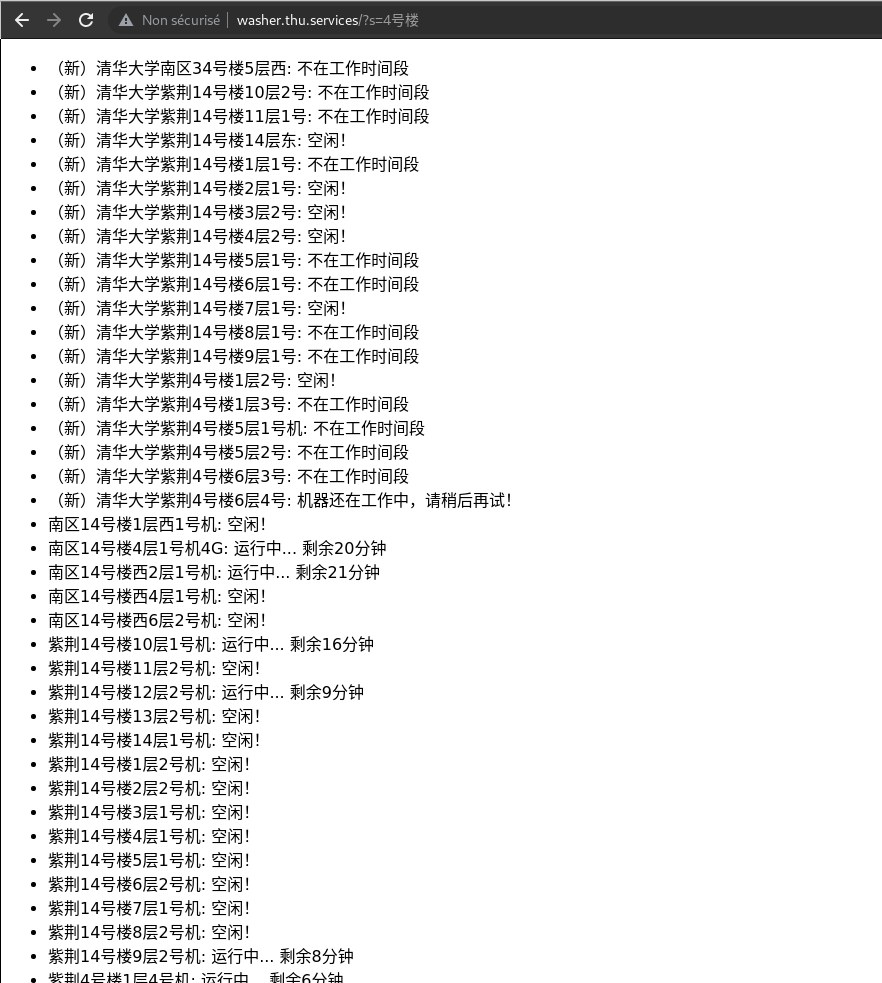 Non sécurisé | washer.thu.services/?s=4号楼
（新）清华大学南区34号楼5层西: 不在工作时间段
（新）清华大学紫荆14号楼10层2号: 不在工作时间段
（新）清华大学紫荆14号楼11层1号: 不在工作时间段
（新）清华大学紫荆14号楼14层东: 空闲！
（新）清华大学紫荆14号楼1层1号: 不在工作时间段
（新）清华大学紫荆14号楼2层1号: 空闲！
（新）清华大学紫荆14号楼3层2号: 空闲！
（新）清华大学紫荆14号楼4层2号: 空闲！
（新）清华大学紫荆14号楼5层1号: 不在工作时间段
（新）清华大学紫荆14号楼6层1号: 不在工作时间段
（新）清华大学紫荆14号楼7层1号: 空闲！
（新）清华大学紫荆14号楼8层1号: 不在工作时间段
（新）清华大学紫荆14号楼9层1号: 不在工作时间段
（新）清华大学紫荆4号楼1层2号: 空闲！
（新）清华大学紫荆4号楼1层3号: 不在工作时间段
（新）清华大学紫荆4号楼5层1号机: 不在工作时间段
（新）清华大学紫荆4号楼5层2号: 不在工作时间段
（新）清华大学紫荆4号楼6层3号: 不在工作时间段
（新）清华大学紫荆4号楼6层4号: 机器还在工作中，请稍后再试！
南区14号楼1层西1号机: 空闲！
南区14号楼4层1号机4G: 运行中... 剩余20分钟
南区14号楼西2层1号机: 运行中... 剩余21分钟
南区14号楼西4层1号机: 空闲！
南区14号楼西6层2号机: 空闲！
紫荆14号楼10层1号机: 运行中... 剩余16分钟
紫荆14号楼11层2号机: 空闲！
紫荆14号楼12层2号机: 运行中... 剩余9分钟
紫荆14号楼13层2号机: 空闲！
紫荆14号楼14层1号机: 空闲！
紫荆14号楼1层2号机: 空闲！
紫荆14号楼2层2号机: 空闲！
紫荆14号楼3层1号机: 空闲！
紫荆14号楼4层1号机: 空闲！
紫荆14号楼5层1号机: 空闲！
紫荆14号楼6层2号机: 空闲！
紫荆14号楼7层1号机: 空闲！
紫荆14号楼8层2号机: 空闲！
紫荆14号楼9层2号机: 运行中... 剩余8分钟
紫荆4号楼1层4号机: 运行中... 剩余6分钟